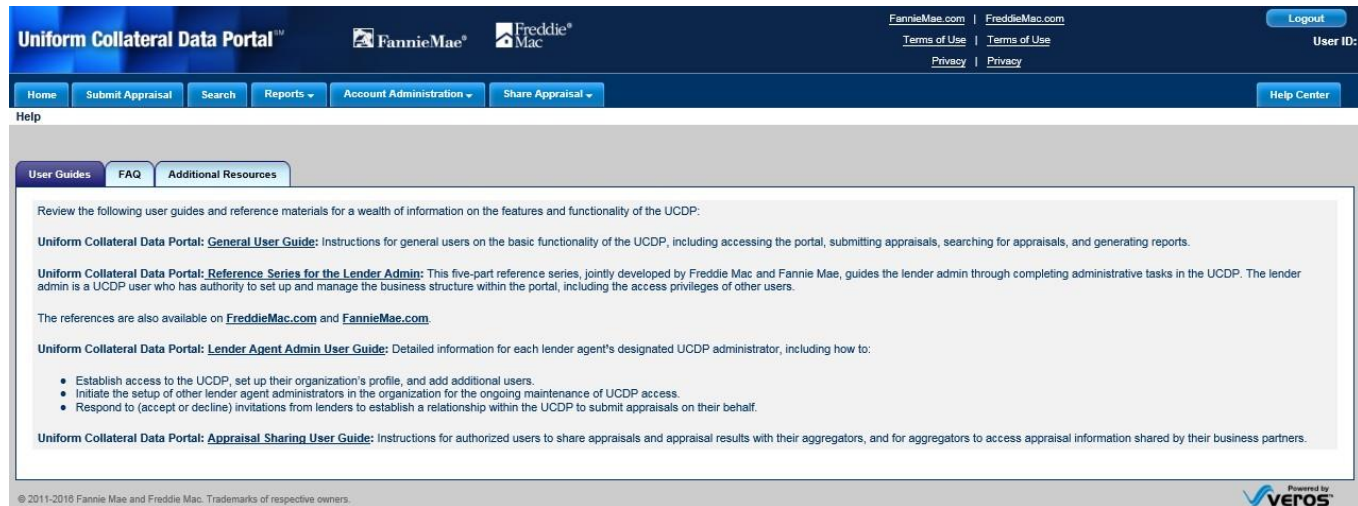 Uniform Collateral Data Portal℠
FannieMae®
Freddie®
Mac
FannieMae.com | FreddieMac.com
Terms of Use | Terms of Use
Privacy | Privacy
Logout
User ID:
Home
Submit Appraisal
Search
Reports
Account Administration
Share Appraisal
Help Center
Help
User Guides
FAQ
Additional Resources
Review the following user guides and reference materials for a wealth of information on the features and functionality of the UCDP:
Uniform Collateral Data Portal: General User Guide: Instructions for general users on the basic functionality of the UCDP, including accessing the portal, submitting appraisals, searching for appraisals, and generating reports.
Uniform Collateral Data Portal: Reference Series for the Lender Admin: This five-part reference series, jointly developed by Freddie Mac and Fannie Mae, guides the lender admin through completing administrative tasks in the UCDP. The lender
admin is a UCDP user who has authority to set up and manage the business structure within the portal, including the access privileges of other users.
The references are also available on FreddieMac.com and FannieMae.com.
Uniform Collateral Data Portal: Lender Agent Admin User Guide: Detailed information for each lender agent's designated UCDP administrator, including how to:
● Establish access to the UCDP, set up their organization's profile, and add additional users.
● Initiate the setup of other lender agent administrators in the organization for the ongoing maintenance of UCDP access.
● Respond to (accept or decline) invitations from lenders to establish a relationship within the UCDP to submit appraisals on their behalf.
Uniform Collateral Data Portal: Appraisal Sharing User Guide: Instructions for authorized users to share appraisals and appraisal results with their aggregators, and for aggregators to access appraisal information shared by their business partners.
© 2011-2016 Fannie Mae and Freddie Mac. Trademarks of respective owners.
Powered by
veros™